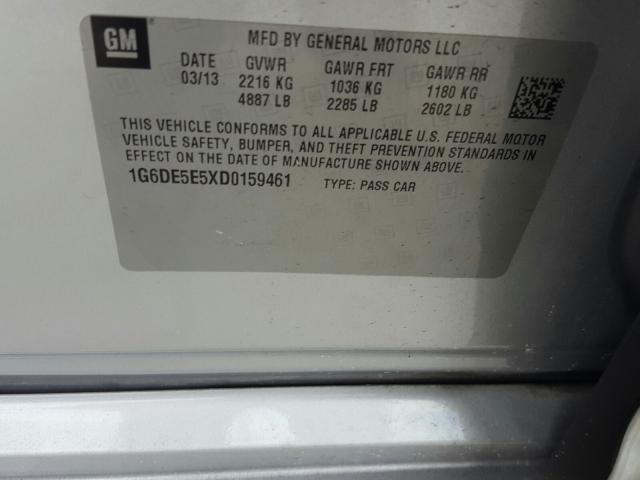 GM
MFD BY GENERAL MOTORS LLC
DATE GVWR GAWR FRT GAWR RR
03/13 2216 KG 1036 KG 1180 KG
4887 LB 2285 LB 2602 LB
THIS VEHICLE CONFORMS TO ALL APPLICABLE U.S. FEDERAL MOTOR
VEHICLE SAFETY, BUMPER, AND THEFT PREVENTION STANDARDS IN
EFFECT ON THE DATE OF MANUFACTURE SHOWN ABOVE.
1G6DE5E5XD0159461 TYPE: PASS CAR